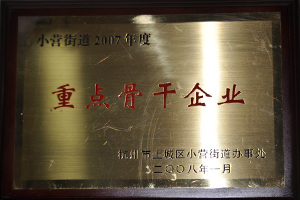 小营街道2007年度
重点骨干企业
杭州市上城区小营街道办事处
二〇〇八年一月